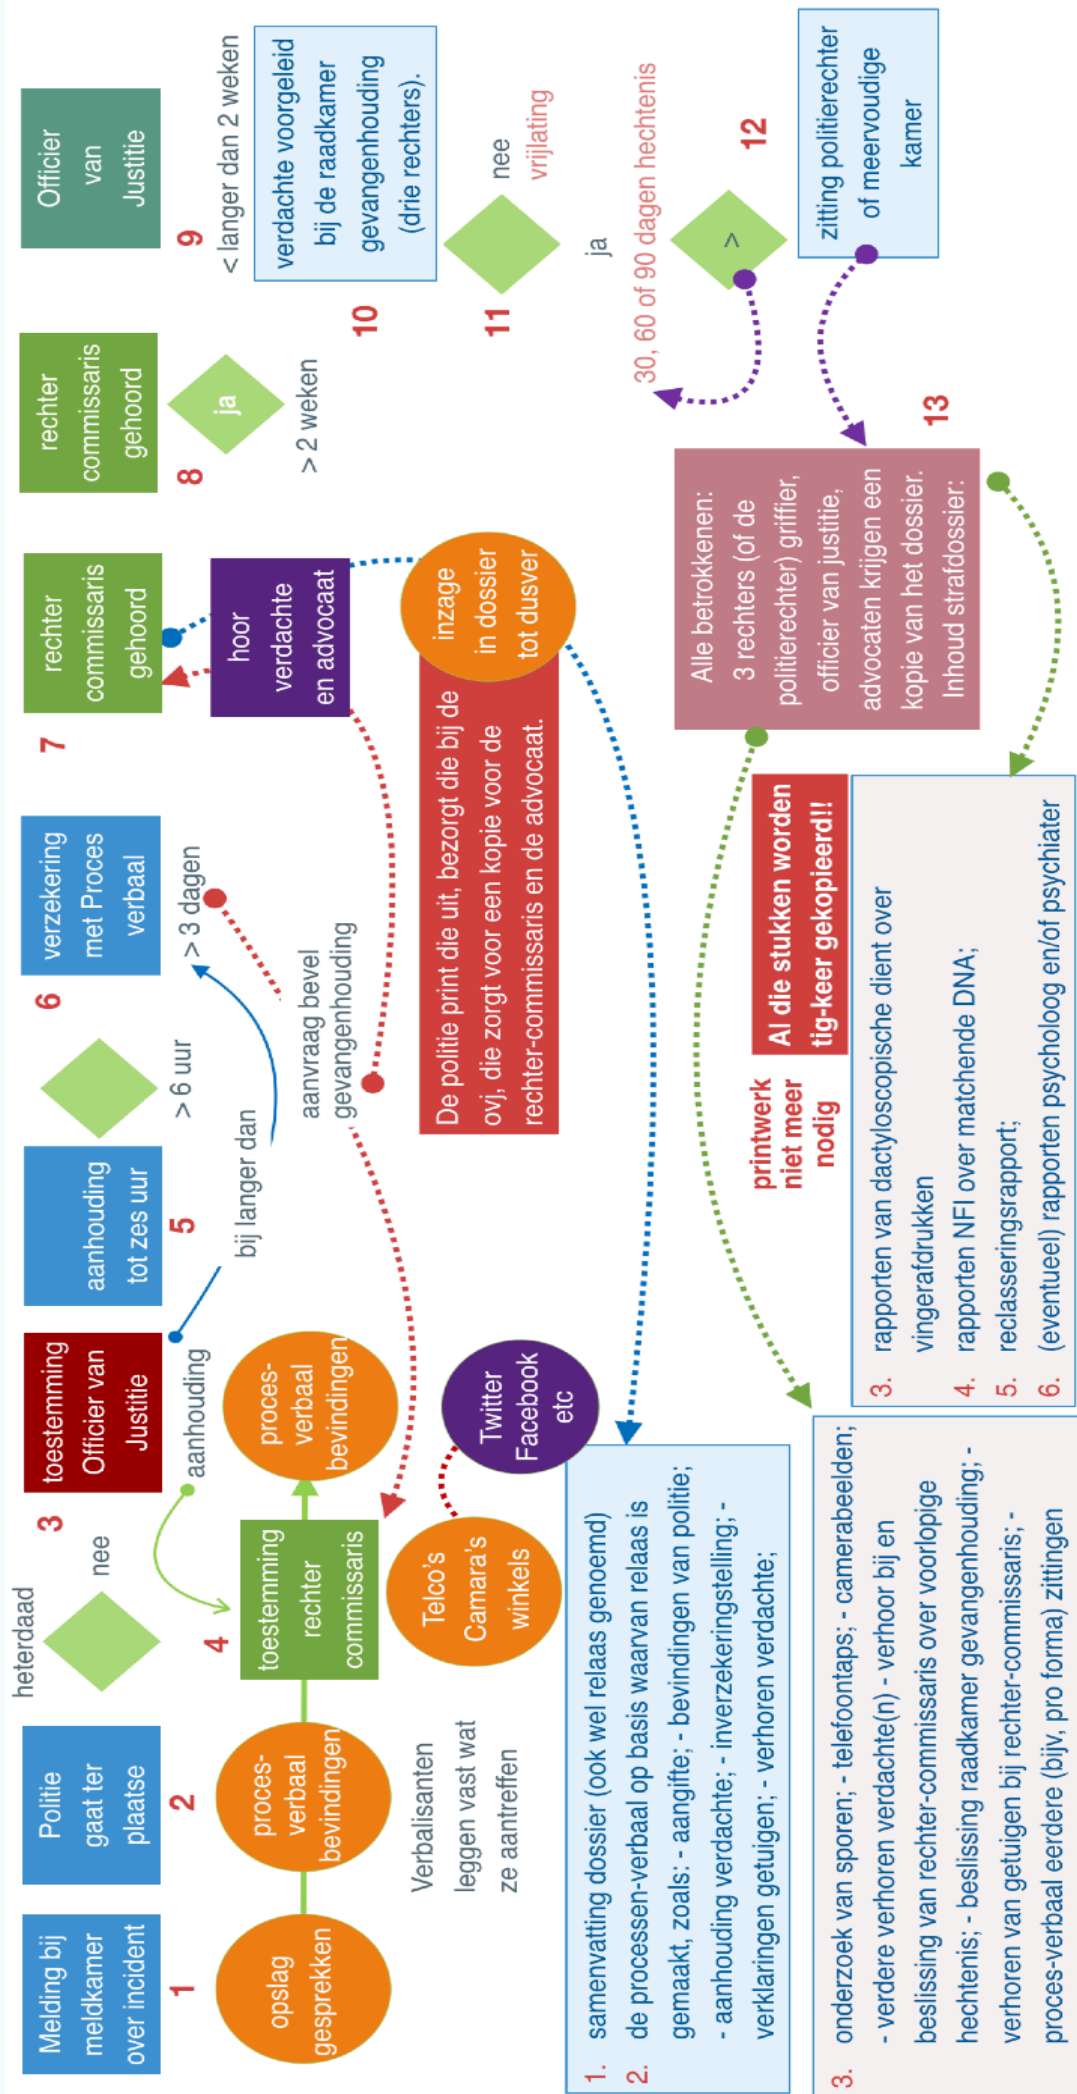 Melding bij
meldkamer
over incident
1
Politie
gaat ter
plaatse
2
heterdaad
nee
3
toestemming
Officier van
Justitie
aanhouding
aanhouding
tot zes uur
5
> 6 uur
6
verzekering
met Proces
verbaal
> 3 dagen
bij langer dan
7
rechter
commissaris
gehoord
hoor
verdachte
en advocaat
rechter
commissaris
gehoord
8
ja
> 2 weken
Officier
van
Justitie
9
< langer dan 2 weken
verdachte voorgeleid
bij de raadkamer
gevangenhouding
(drie rechters).
10
11
nee
vrijlating
ja
30, 60 of 90 dagen hechtenis
>
12
zitting politierechter
of meervoudige
kamer
opslag
gesprekken
proces-
verbaal
bevindingen
4
toestemming
rechter
commissaris
proces-
verbaal
bevindingen
Verbalisanten
leggen vast wat
ze aantreffen
Telco's
Camara's
winkels
Twitter
Facebook
etc
aanvraag bevel
gevangenhouding
De politie print die uit, bezorgt die bij de
ovj, die zorgt voor een kopie voor de
rechter-commissaris en de advocaat.
inzage
in dossier
tot dusver
1. samenvatting dossier (ook wel relaas genoemd)
2. de processen-verbaal op basis waarvan relaas is
gemaakt, zoals: - aangifte; - bevindingen van politie;
- aanhouding verdachte; - inverzekeringstelling; -
verklaringen getuigen; - verhoren verdachte;
printwerk
niet meer
nodig
Al die stukken worden
tig-keer gekopieerd!!
Alle betrokkenen:
3 rechters (of de
politierechter) griffier,
officier van justitie,
advocaten krijgen een
kopie van het dossier.
Inhoud strafdossier:
13
3. onderzoek van sporen; - telefoontaps; - camerabeelden;
- verdere verhoren verdachte(n) - verhoor bij en
beslissing van rechter-commissaris over voorlopige
hechtenis; - beslissing raadkamer gevangenhouding; -
verhoren van getuigen bij rechter-commissaris; -
proces-verbaal eerdere (bijv, pro forma) zittingen
3. rapporten van dactyloscopische dient over
vingerafdrukken
4. rapporten NFI over matchende DNA;
5. reclasseringsrapport;
6. (eventueel) rapporten psycholoog en/of psychiater